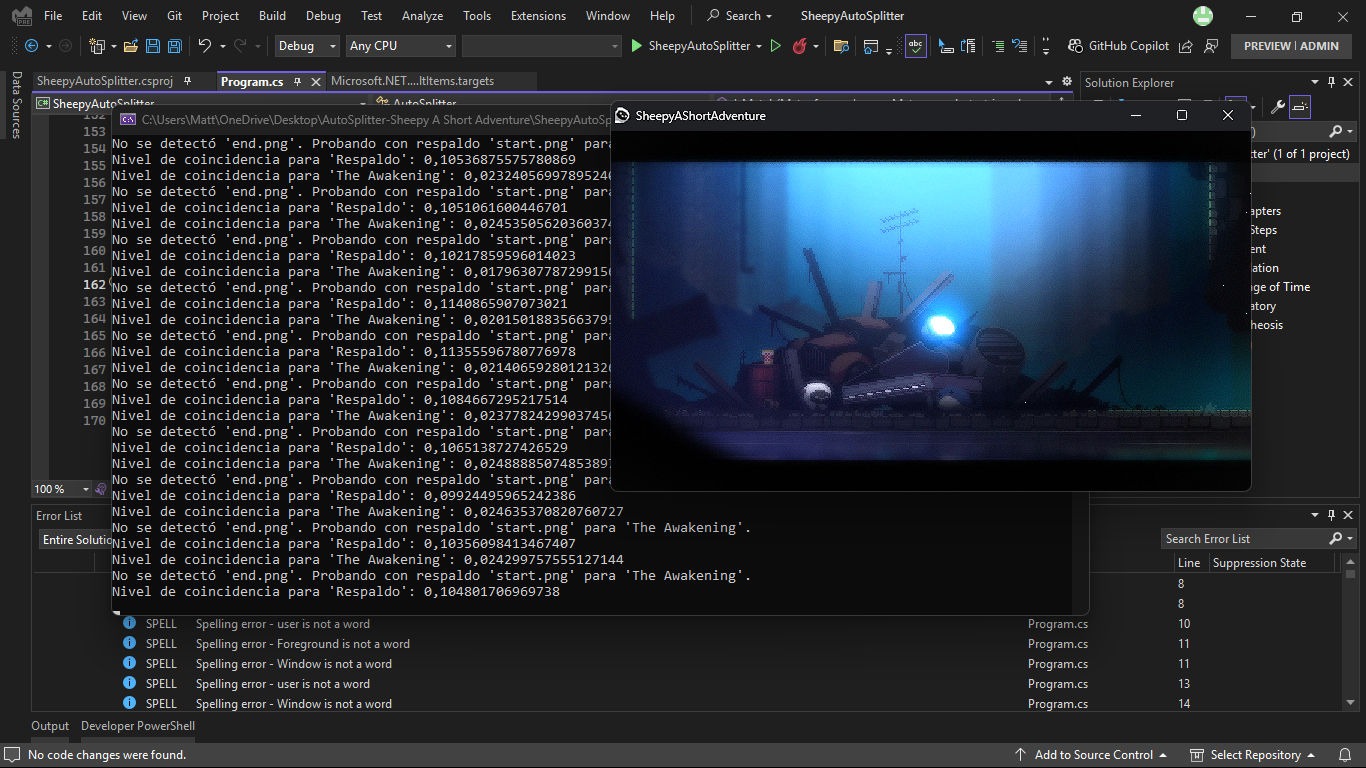 File Edit View Git Project Build Debug Test Analyze Tools Extensions Window Help Search SheepyAutoSplitter
Debug Any CPU SheepyAutoSplitter GitHub Copilot PREVIEW | ADMIN
Data Sources
SheepyAutoSplitter.csproj Program.cs Microsoft.NET....ltItems.targets
Solution Explorer
SheepyAutoSplitter AutoSplitter
C:\Users\Matt\OneDrive\Desktop\AutoSplitter-Sheepy A Short Adventure\SheepyAutoSp
SheepyAShortAdventure
152
153
154
155
156
157
158
159
160
161
162
163
164
165
166
167
168
169
170
No se detectó 'end.png'. Probando con respaldo 'start.png' para
Nivel de coincidencia para 'Respaldo': 0,10536875575780869
Nivel de coincidencia para 'The Awakening': 0,0232405699789524
No se detectó 'end.png'. Probando con respaldo 'start.png' para
Nivel de coincidencia para 'Respaldo': 0,1051061600446701
Nivel de coincidencia para 'The Awakening': 0,0245350562036037
No se detectó 'end.png'. Probando con respaldo 'start.png' para
Nivel de coincidencia para 'Respaldo': 0,10217859596014023
Nivel de coincidencia para 'The Awakening': 0,0179630778729915
No se detectó 'end.png'. Probando con respaldo 'start.png' para
Nivel de coincidencia para 'Respaldo': 0,1140865907073021
Nivel de coincidencia para 'The Awakening': 0,0201501883566379
No se detectó 'end.png'. Probando con respaldo 'start.png' para
Nivel de coincidencia para 'Respaldo': 0,11355596780776978
Nivel de coincidencia para 'The Awakening': 0,0214065928012132
No se detectó 'end.png'. Probando con respaldo 'start.png' para
Nivel de coincidencia para 'Respaldo': 0,1084667295217514
Nivel de coincidencia para 'The Awakening': 0,0237782429903745
No se detectó 'end.png'. Probando con respaldo 'start.png' para
Nivel de coincidencia para 'Respaldo': 0,1065138727426529
Nivel de coincidencia para 'The Awakening': 0,0248888507485389
No se detectó 'end.png'. Probando con respaldo 'start.png' para
Nivel de coincidencia para 'Respaldo': 0,09924495965242386
Nivel de coincidencia para 'The Awakening': 0,024635370820760727
No se detectó 'end.png'. Probando con respaldo 'start.png' para 'The Awakening'.
Nivel de coincidencia para 'Respaldo': 0,10356098413467407
Nivel de coincidencia para 'The Awakening': 0,024299757555127144
No se detectó 'end.png'. Probando con respaldo 'start.png' para 'The Awakening'.
Nivel de coincidencia para 'Respaldo': 0,104801706969738
tter' (1 of 1 project)
apters
Steps
ent
ation
ge of Time
atory
heosis
100 %
Error List
Entire Solutio
Search Error List
Line Suppression State
8
8
SPELL Spelling error - user is not a word Program.cs 10
SPELL Spelling error - Foreground is not a word Program.cs 11
SPELL Spelling error - Window is not a word Program.cs 11
SPELL Spelling error - user is not a word Program.cs 13
SPELL Spelling error - Window is not a word Program.cs 14
Output Developer PowerShell
No code changes were found. Add to Source Control Select Repository